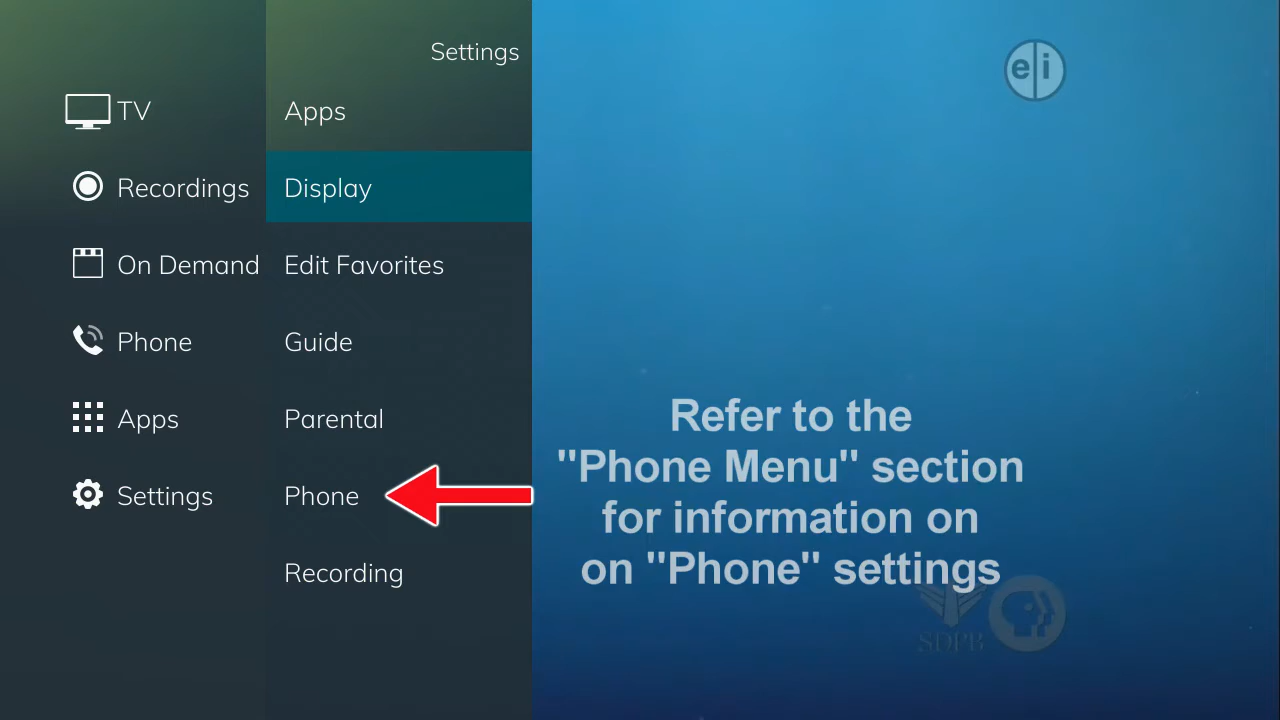 Settings
TV
Recordings
On Demand
Phone
Apps
Settings
Apps
Display
Edit Favorites
Guide
Parental
Phone
Recording
e|i
Refer to the
"Phone Menu" section
for information on
on "Phone" settings
SDPB